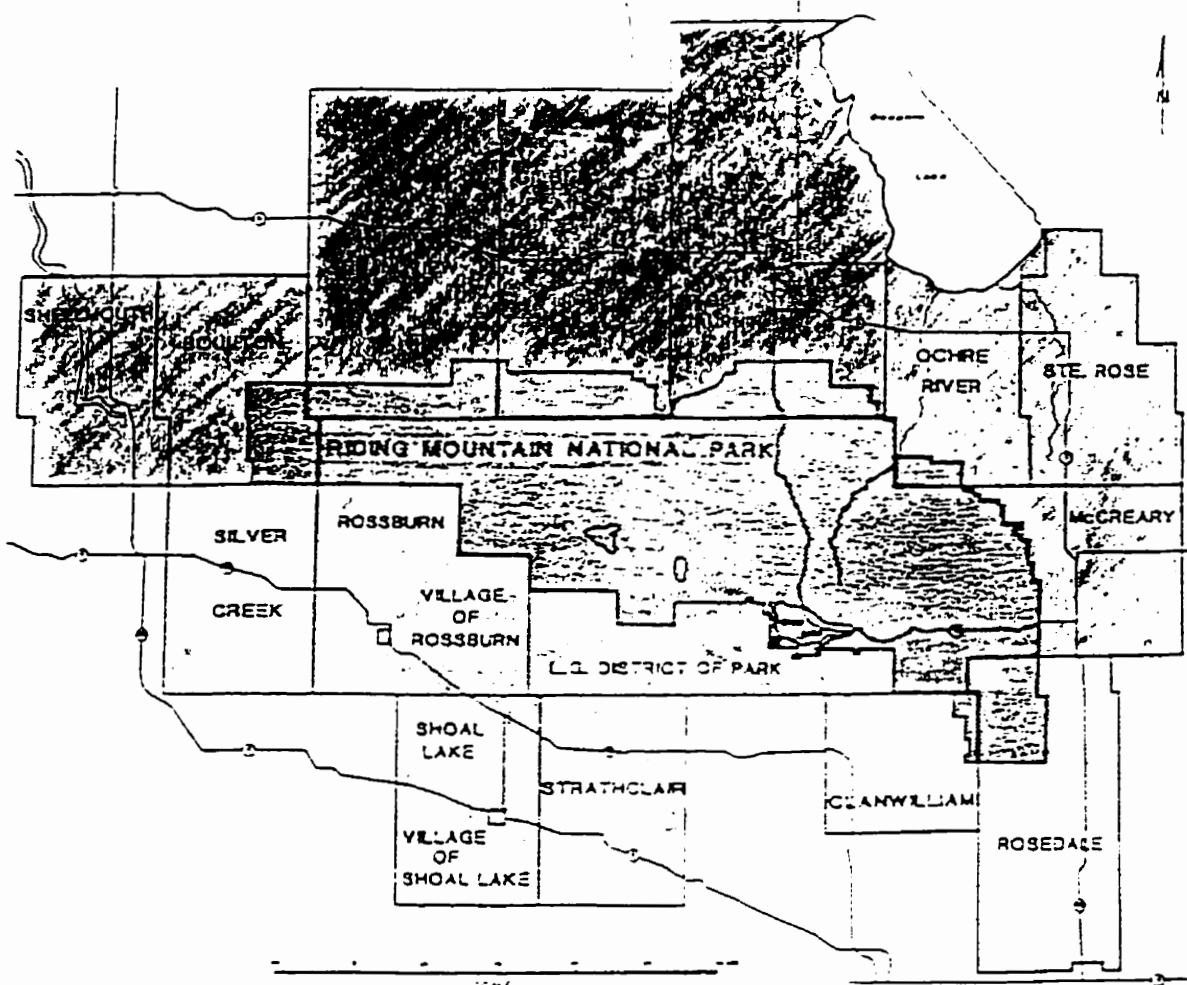 N
SHELLMOUTH
BOULTON
OCHRE
RIVER
STE. ROSE
RIDING MOUNTAIN NATIONAL PARK
McCREARY
SILVER
CREEK
ROSSBURN
VILLAGE
OF
ROSSBURN
L.G. DISTRICT OF PARK
SHOAL
LAKE
STRATHCLAIR
CLANWILLIAM
ROSEDALE
VILLAGE
OF
SHOAL LAKE